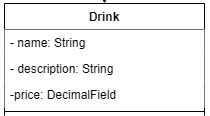 Drink
- name: String
- description: String
-price: DecimalField